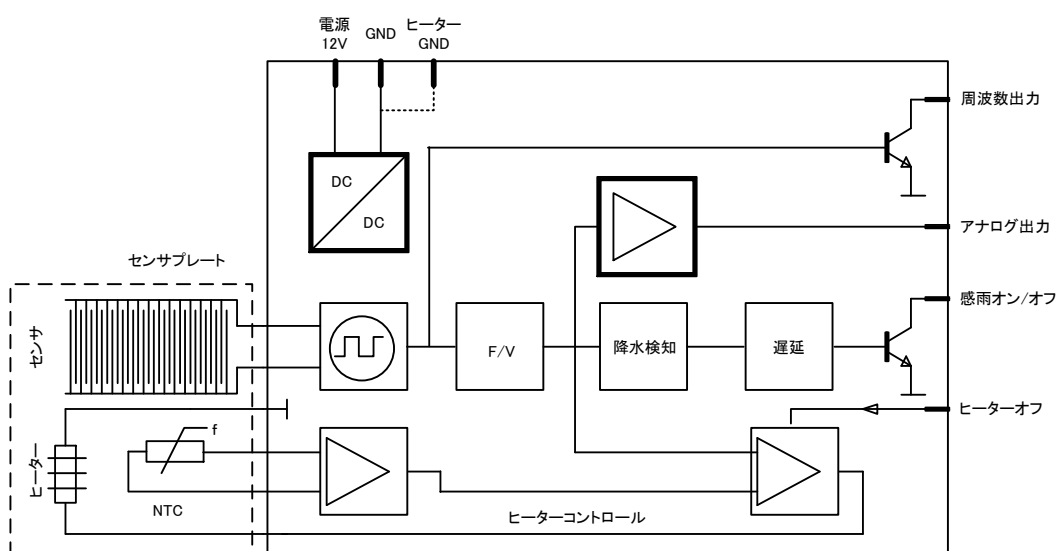 電源
12V
GND
ヒーター
GND
周波数出力
DC
DC
アナログ出力
センサプレート
感雨オン/オフ
センサ
F/V
降水検知
遅延
ヒーターオフ
f
ヒーター
NTC
ヒーターコントロール